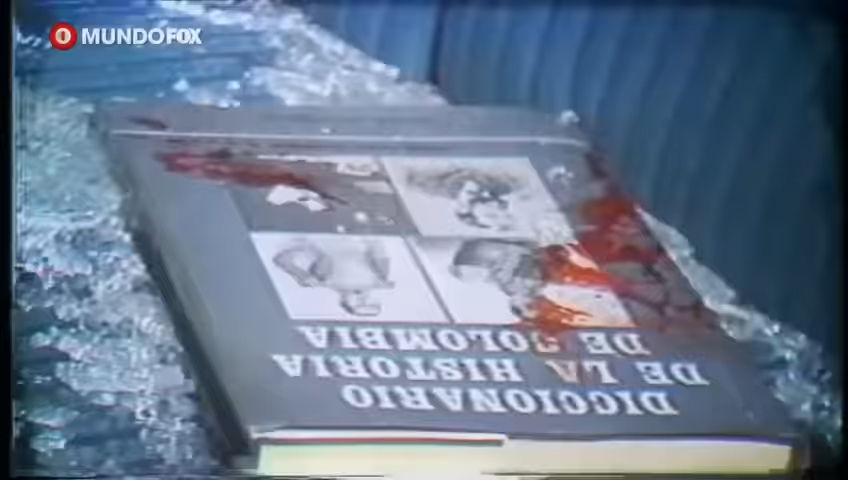 MUNDOFOX
DICCIONARIO
DE LA HISTORIA
DE COLOMBIA